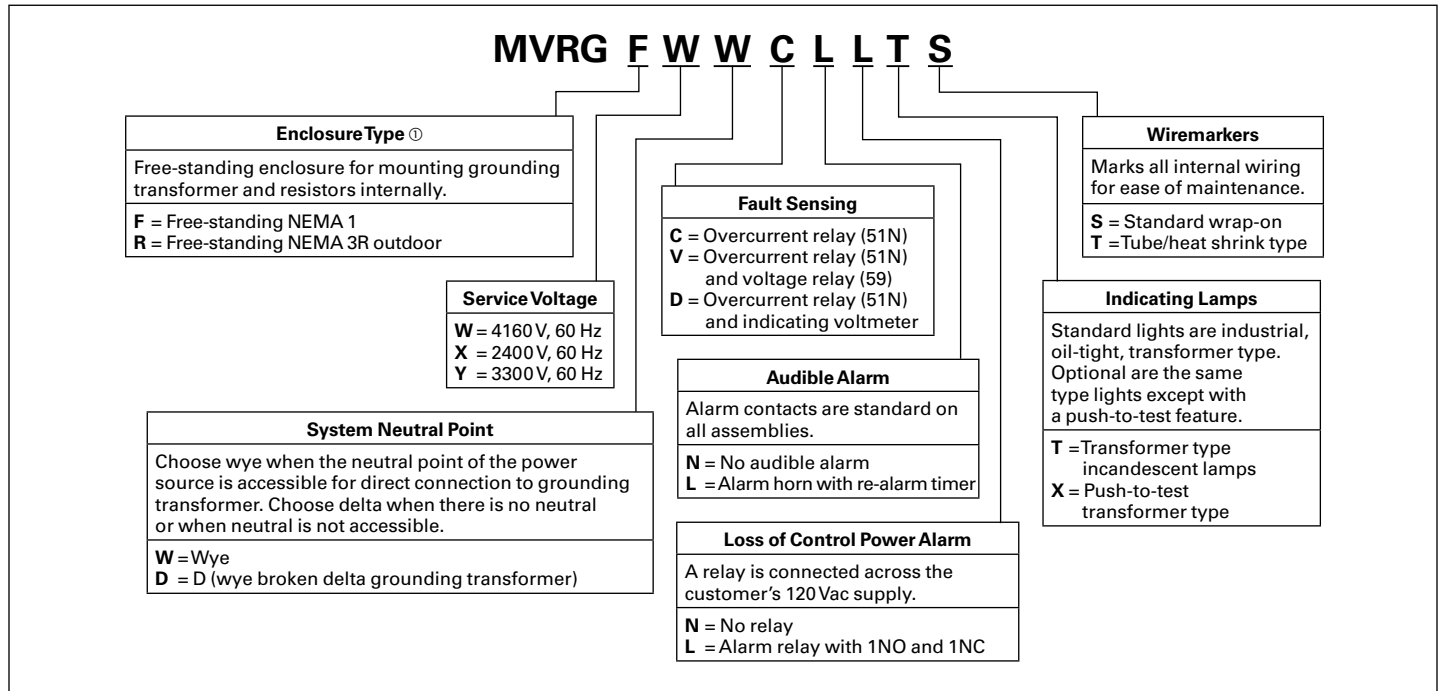 MVRG F W W C L L T S
Enclosure Type ①
Free-standing enclosure for mounting grounding
transformer and resistors internally.
F = Free-standing NEMA 1
R = Free-standing NEMA 3R outdoor
Service Voltage
W = 4160 V, 60 Hz
X = 2400 V, 60 Hz
Y = 3300 V, 60 Hz
System Neutral Point
Choose wye when the neutral point of the power
source is accessible for direct connection to grounding
transformer. Choose delta when there is no neutral
or when neutral is not accessible.
W = Wye
D = D (wye broken delta grounding transformer)
Fault Sensing
C = Overcurrent relay (51N)
V = Overcurrent relay (51N)
and voltage relay (59)
D = Overcurrent relay (51N)
and indicating voltmeter
Audible Alarm
Alarm contacts are standard on
all assemblies.
N = No audible alarm
L = Alarm horn with re-alarm timer
Loss of Control Power Alarm
A relay is connected across the
customer's 120 Vac supply.
N = No relay
L = Alarm relay with 1NO and 1NC
Wiremarkers
Marks all internal wiring
for ease of maintenance.
S = Standard wrap-on
T = Tube/heat shrink type
Indicating Lamps
Standard lights are industrial,
oil-tight, transformer type.
Optional are the same
type lights except with
a push-to-test feature.
T = Transformer type
incandescent lamps
X = Push-to-test
transformer type